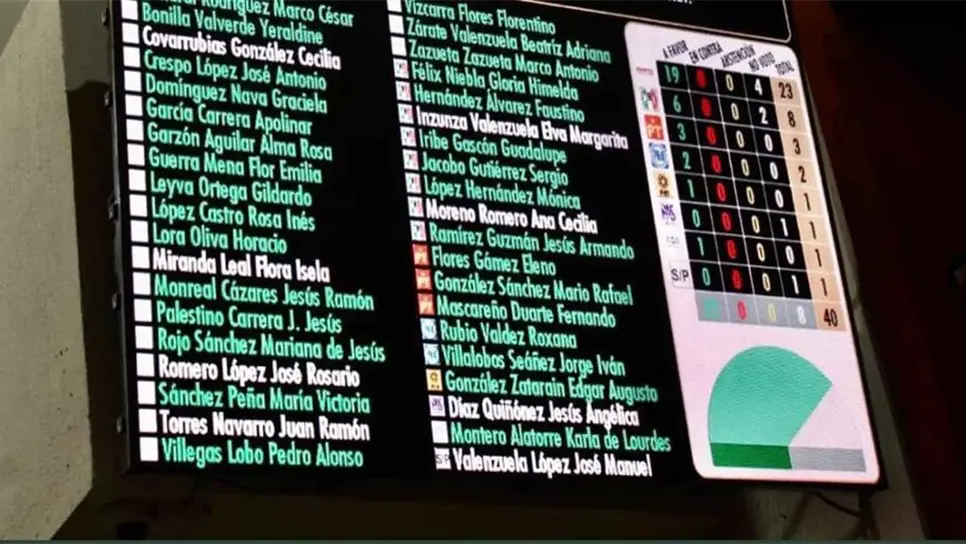 Rodríguez Marco César
Bonilla Valverde Yeraldine
Covarrubias González Cecilia
Crespo López José Antonio
Domínguez Nava Graciela
García Carrera Apolinar
Garzón Aguilar Alma Rosa
Guerra Mena Flor Emilia
Leyva Ortega Gildardo
López Castro Rosa Inés
Lora Oliva Horacio
Miranda Leal Flora Isela
Monreal Cázares Jesús Ramón
Palestino Carrera J. Jesús
Rojo Sánchez Mariana de Jesús
Romero López José Rosario
Sánchez Peña María Victoria
Torres Navarro Juan Ramón
Villegas Lobo Pedro Alonso
Vizcarra Flores Florentino
Zárate Valenzuela Beatríz Adriana
Zazueta Zazueta Marco Antonio
Félix Niebla Gloria Himelda
Hernández Álvarez Faustino
Inzunza Valenzuela Elva Margarita
Iribe Gascón Guadalupe
Jacobo Gutiérrez Sergio
López Hernández Mónica
Moreno Romero Ana Cecilia
Ramírez Guzmán Jesús Armando
Flores Gámez Eleno
González Sánchez Mario Rafael
Mascareño Duarte Fernando
Rubio Valdez Roxana
Villalobos Seáñez Jorge Iván
González Zatarain Edgar Augusto
Díaz Quiñónez Jesús Angélica
Montero Alatorre Karla de Lourdes
S/P Valenzuela López José Manuel
A FAVOR EN CONTRA ABSTENCIÓN NO VOTO TOTAL
19 0 0 4 23
6 0 0 2 8
PT 3 0 0 0 3
2 0 0 0 2
1 0 0 0 1
0 0 0 1 1
1 0 0 0 1
S/P 0 0 0 1 1
0 0 8 40